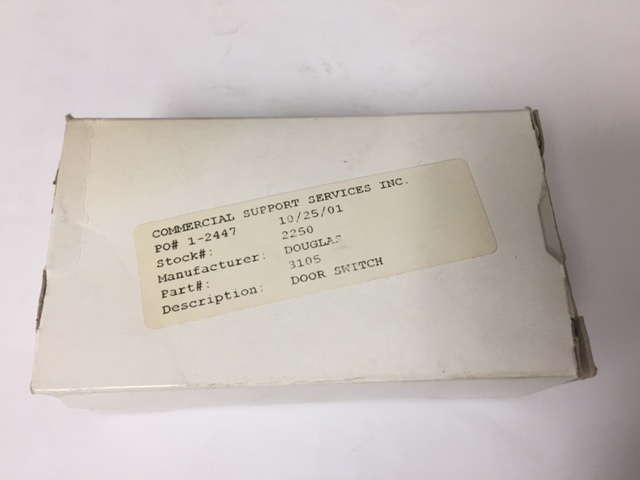 COMMERCIAL SUPPORT SERVICES INC.
PO# 1-2447 10/25/01
Stock#: 2250
Manufacturer: DOUGLAS
Part#: 3105
Description: DOOR SWITCH